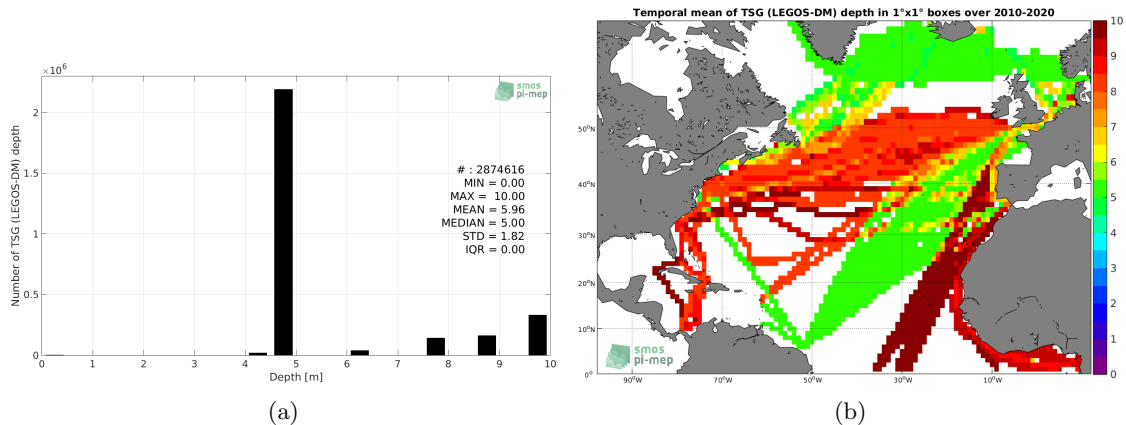 ×10⁶
2
1.5
1
0.5
0
Number of TSG (LEGOS-DM) depth
smos
pi-mep
# : 2874616
MIN = 0.00
MAX = 10.00
MEAN = 5.96
MEDIAN = 5.00
STD = 1.82
IQR = 0.00
0 1 2 3 4 5 6 7 8 9 10
Depth [m]
(a)
Temporal mean of TSG (LEGOS-DM) depth in 1°x1° boxes over 2010-2020
50°N
40°N
30°N
20°N
10°N
0°
90°W 70°W 50°W 30°W 10°W
smos
pi-mep
10
9
8
7
6
5
4
3
2
1
0
(b)